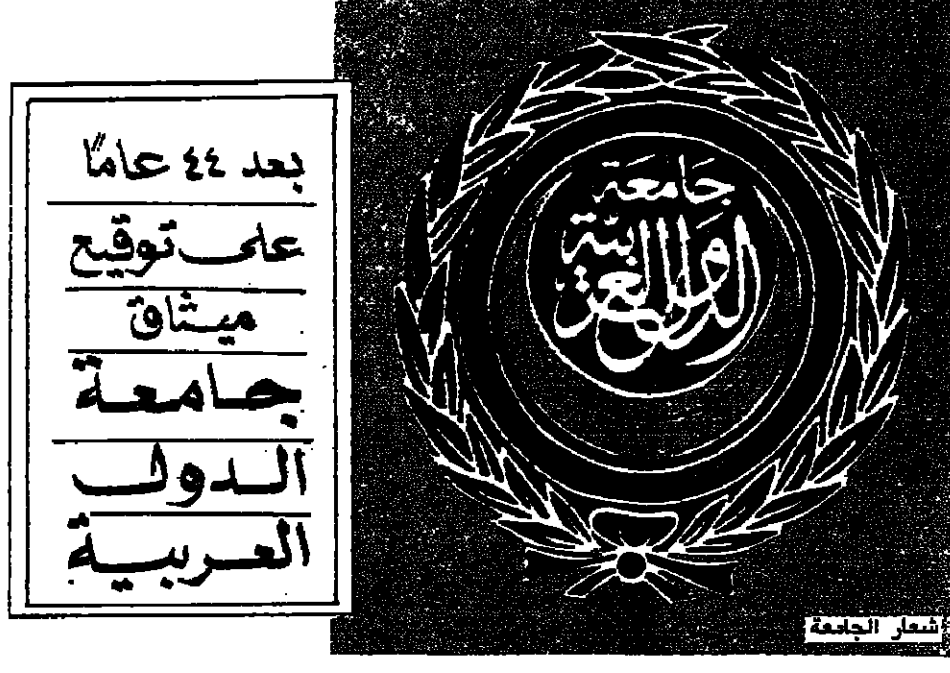 بعد ٤٤ عامًا
على توقيع
ميثاق
جامعة
الدول
العربية
جامعة
الدول العربية
شعار الجامعة